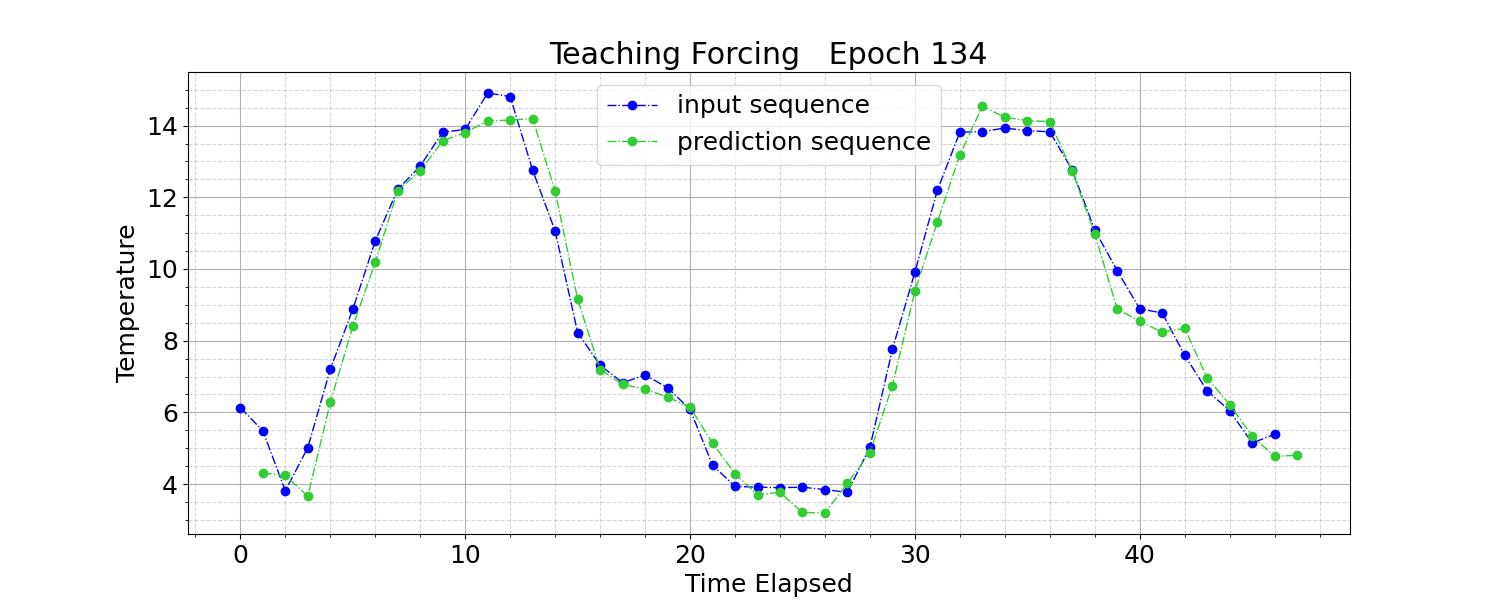 Teaching Forcing   Epoch 134
input sequence
prediction sequence
Temperature
14
12
10
8
6
4
0 10 20 30 40
Time Elapsed